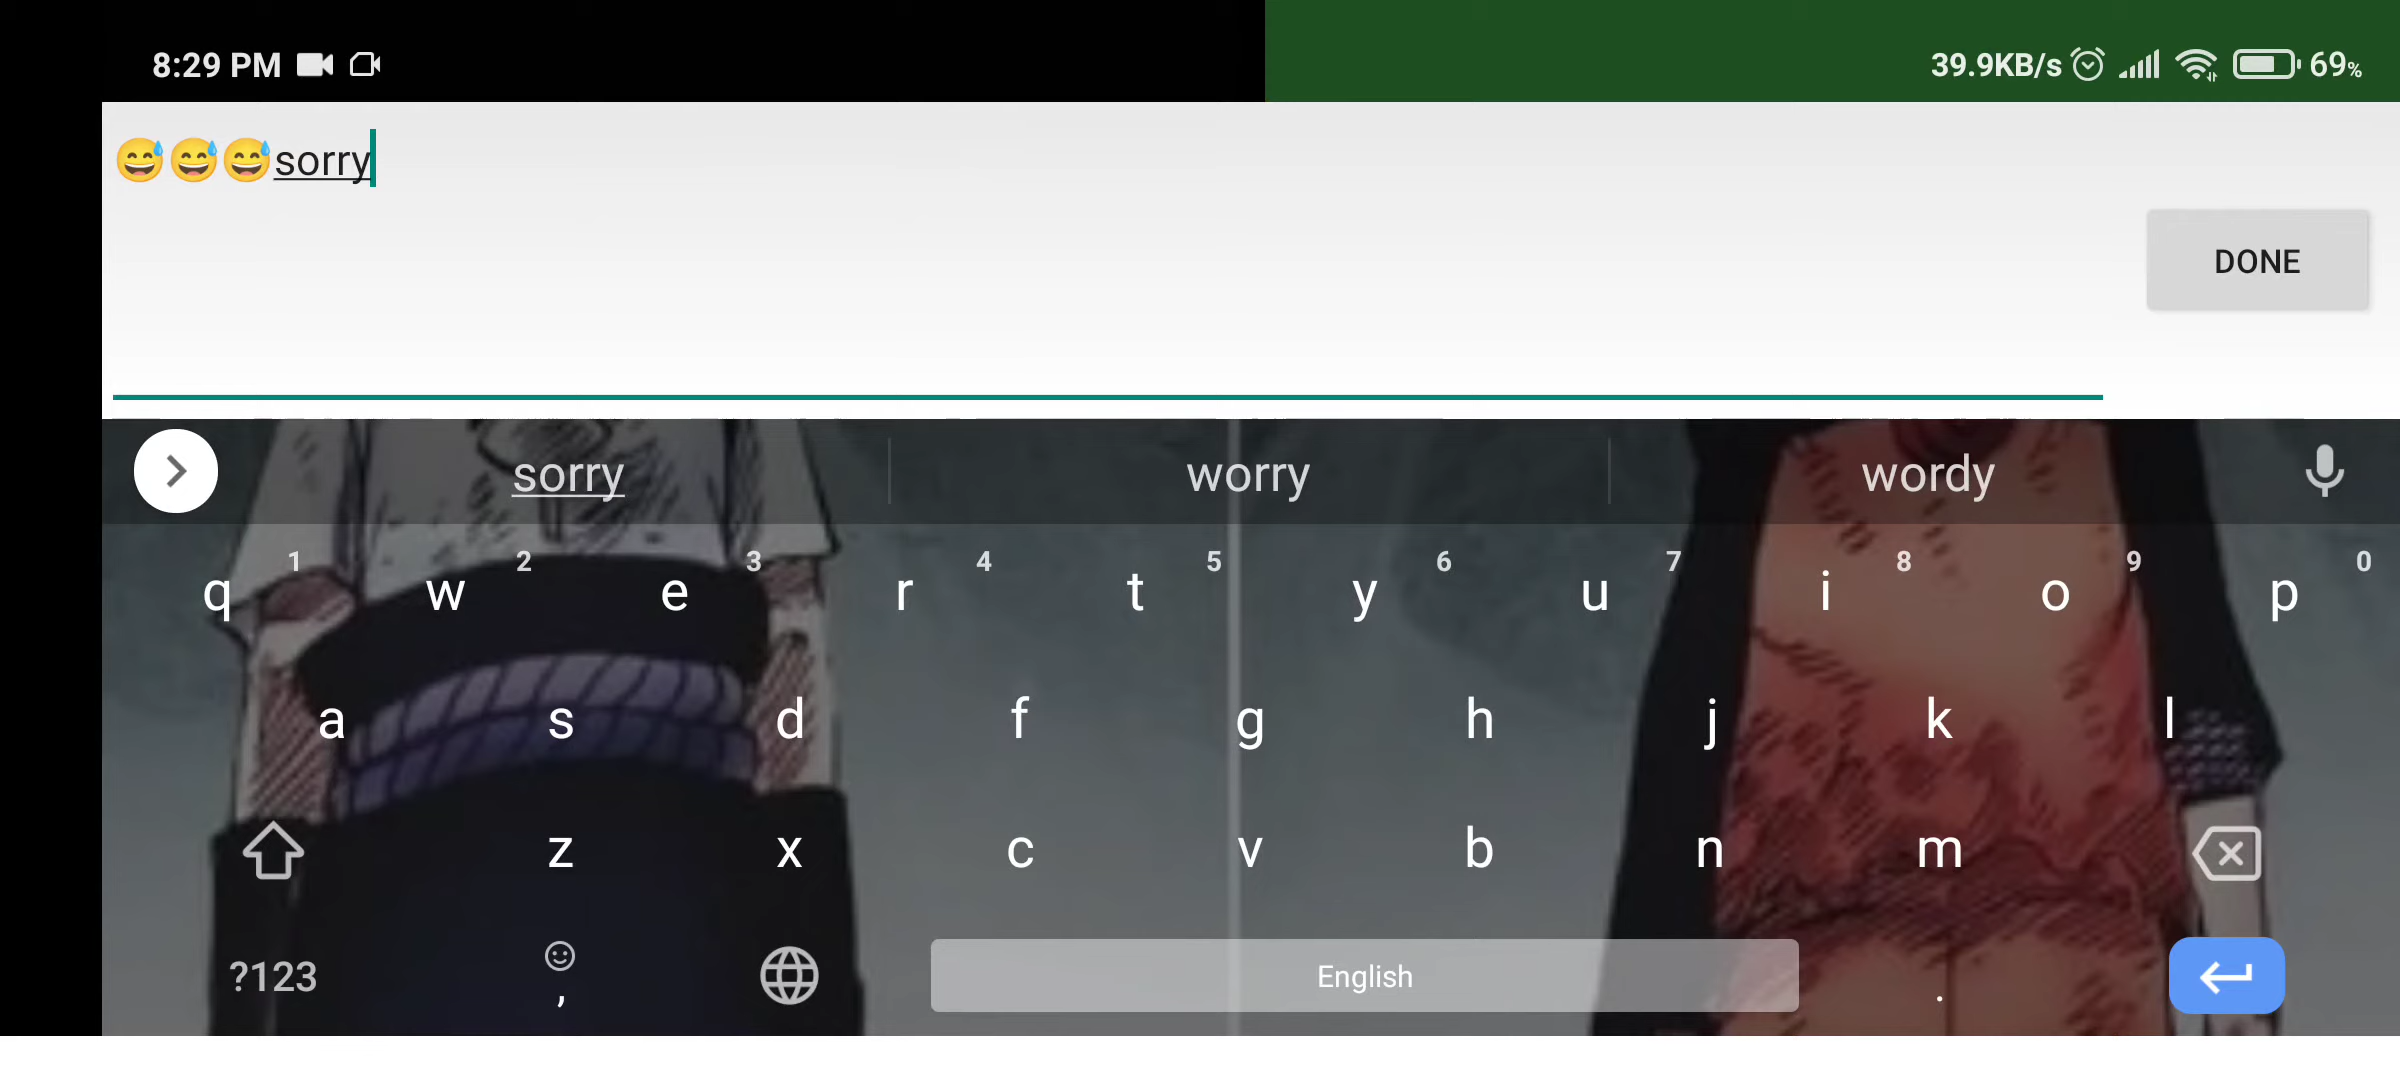 8:29 PM 39.9KB/s 69%
😅😅😅sorry
DONE
sorry worry wordy
1 2 3 4 5 6 7 8 9 0
q w e r t y u i o p
a s d f g h j k l
z x c v b n m
?123 , English .